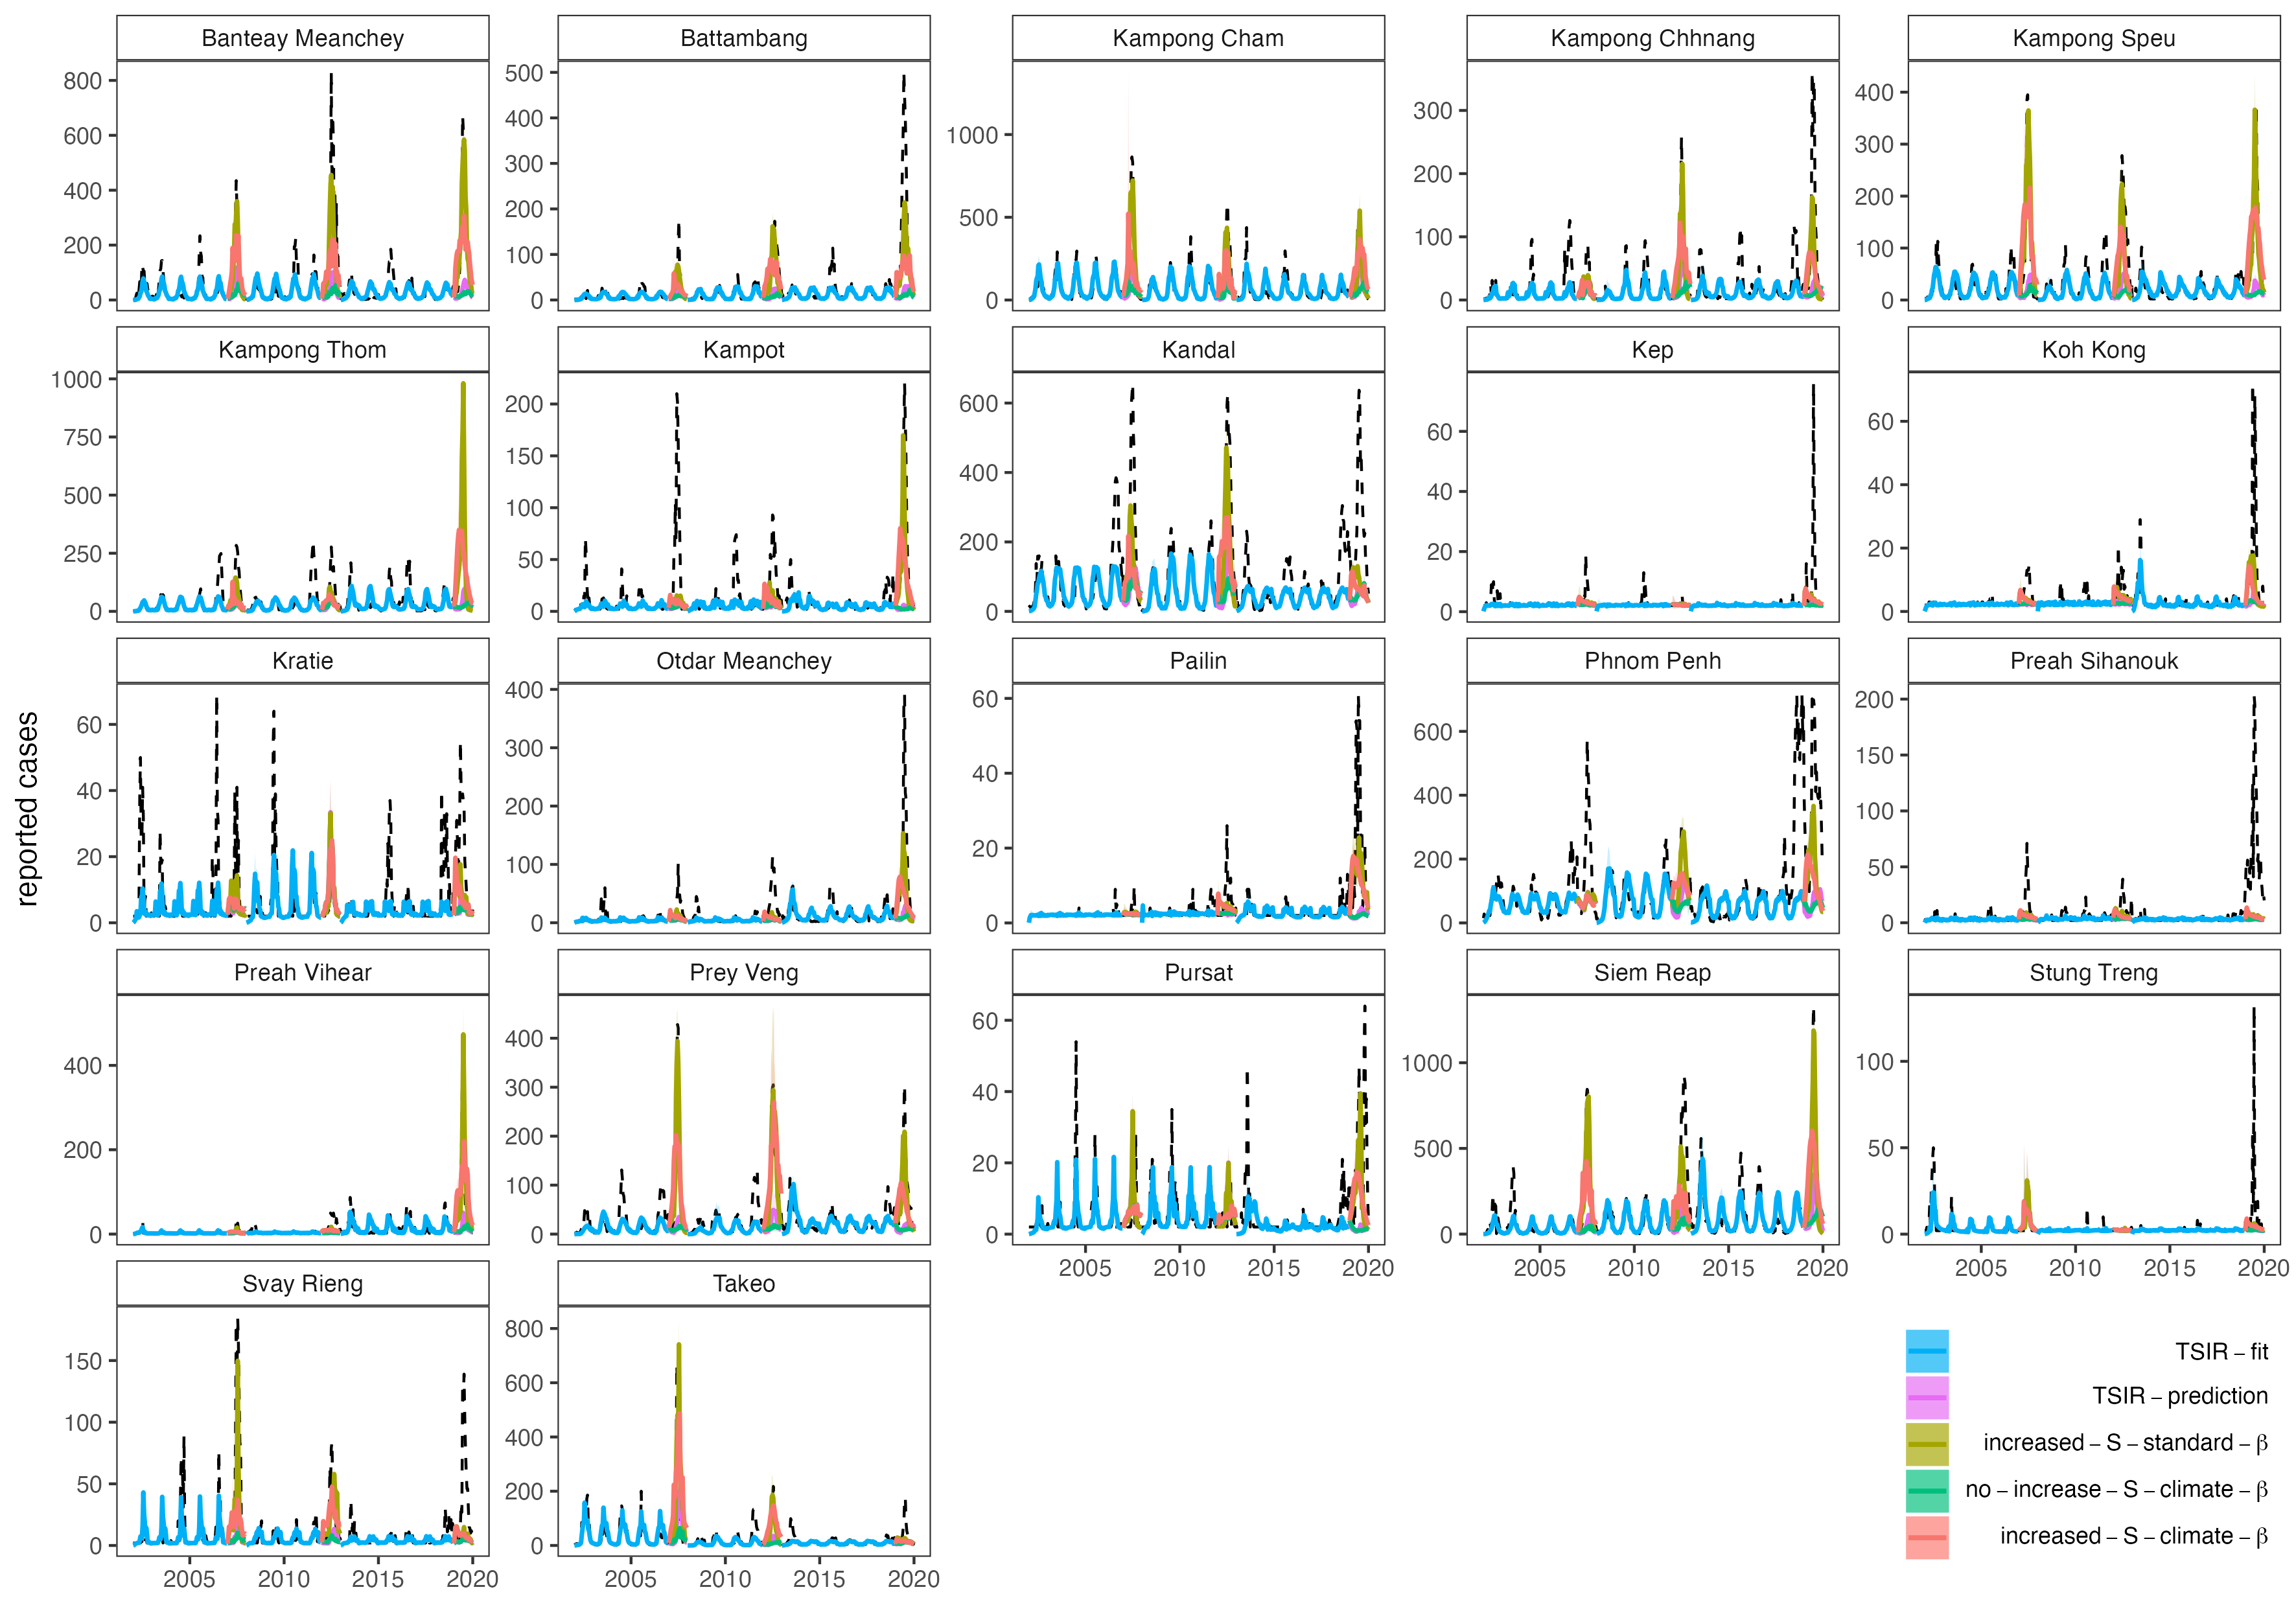 Banteay Meanchey
Battambang
Kampong Cham
Kampong Chhnang
Kampong Speu
800
600
400
200
0
500
400
300
200
100
0
1000
500
0
300
200
100
0
400
300
200
100
0
Kampong Thom
Kampot
Kandal
Kep
Koh Kong
1000
750
500
250
0
200
150
100
50
0
600
400
200
0
60
40
20
0
60
40
20
0
Kratie
Otdar Meanchey
Pailin
Phnom Penh
Preah Sihanouk
60
40
20
0
400
300
200
100
0
60
40
20
0
600
400
200
0
200
150
100
50
0
reported cases
Preah Vihear
Prey Veng
Pursat
Siem Reap
Stung Treng
400
200
0
400
300
200
100
0
60
40
20
0
1000
500
0
100
50
0
2005 2010 2015 2020
2005 2010 2015 2020
2005 2010 2015 2020
Svay Rieng
Takeo
150
100
50
0
800
600
400
200
0
2005 2010 2015 2020
2005 2010 2015 2020
TSIR – fit
TSIR – prediction
increased – S – standard – β
no – increase – S – climate – β
increased – S – climate – β